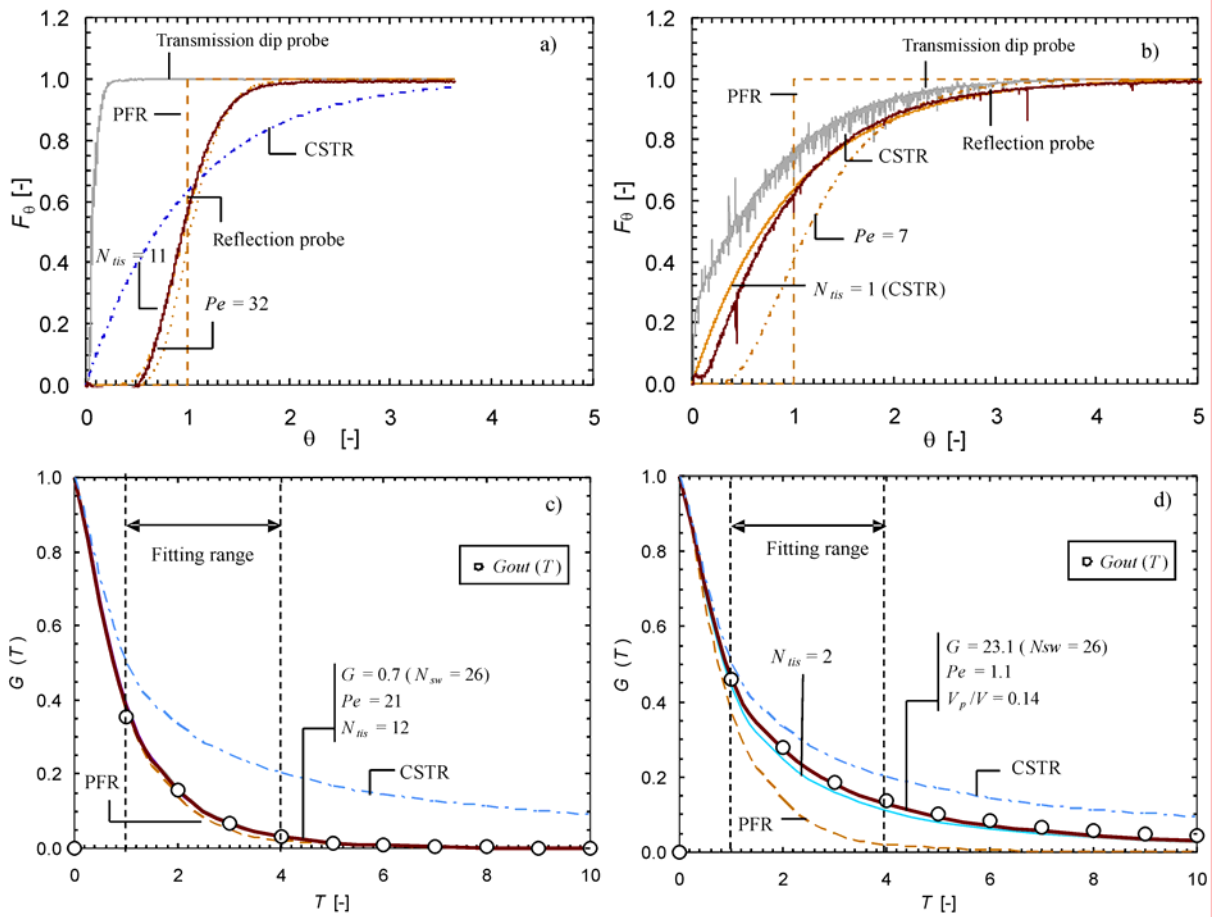 a)
Transmission dip probe
PFR
CSTR
Reflection probe
N tis = 11
Pe = 32
F θ [-]
1.2
1.0
0.8
0.6
0.4
0.2
0.0
0 1 2 3 4 5
θ [-]
b)
Transmission dip probe
PFR
CSTR
Reflection probe
Pe = 7
N tis = 1 (CSTR)
F θ [-]
1.2
1.0
0.8
0.6
0.4
0.2
0.0
0 1 2 3 4 5
θ [-]
c)
Fitting range
Gout (T)
G = 0.7 ( N sw = 26)
Pe = 21
N tis = 12
PFR
CSTR
G (T)
1.0
0.8
0.6
0.4
0.2
0.0
0 2 4 6 8 10
T [-]
d)
Fitting range
Gout (T)
N tis = 2
G = 23.1 ( Nsw = 26)
Pe = 1.1
V p /V = 0.14
CSTR
PFR
G (T)
1.0
0.8
0.6
0.4
0.2
0.0
0 2 4 6 8 10
T [-]